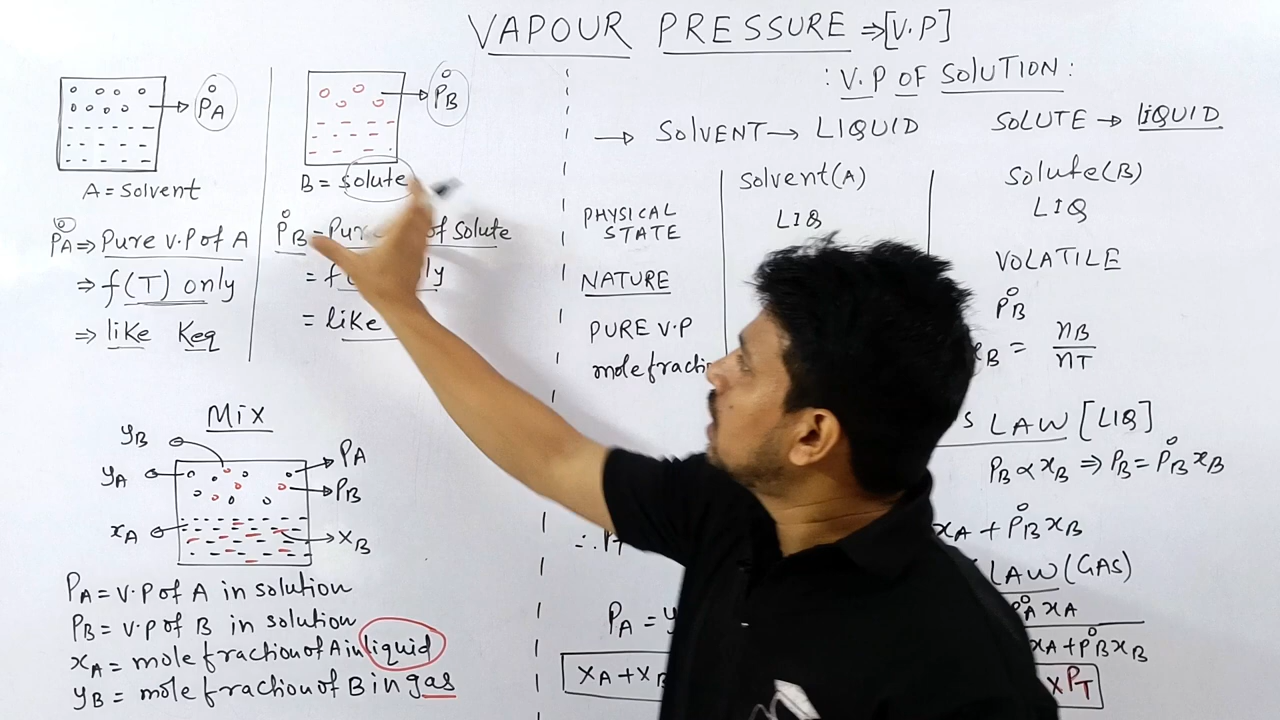 VAPOUR PRESSURE ⇒[V.P]
P°A
A = Solvent
P°A ⇒ Pure V.P of A
⇒ f(T) only
⇒ like Keq
P°B
B = Solute
P°B = Pure of Solute
= f
= like
Mix
yB
yA
xA
PA
PB
xB
PA = V.P of A in solution
PB = V.P of B in solution
xA = mole fraction of A in liquid
yB = mole fraction of B in gas
: V.P OF SOLUTION :
→ SOLVENT → LIQUID
SOLUTE → LIQUID
Solvent(A)
Solute(B)
PHYSICAL STATE
LIQ
LIQ
NATURE
VOLATILE
PURE V.P
P°B
mole
= nB/nT
LAW [LIQ]
PB ∝ xB ⇒ PB = P°B xB
xA + P°B xB
∴ PT
LAW (GAS)
PA =
P°A xA
xA + P°B xB
xA + x
x PT